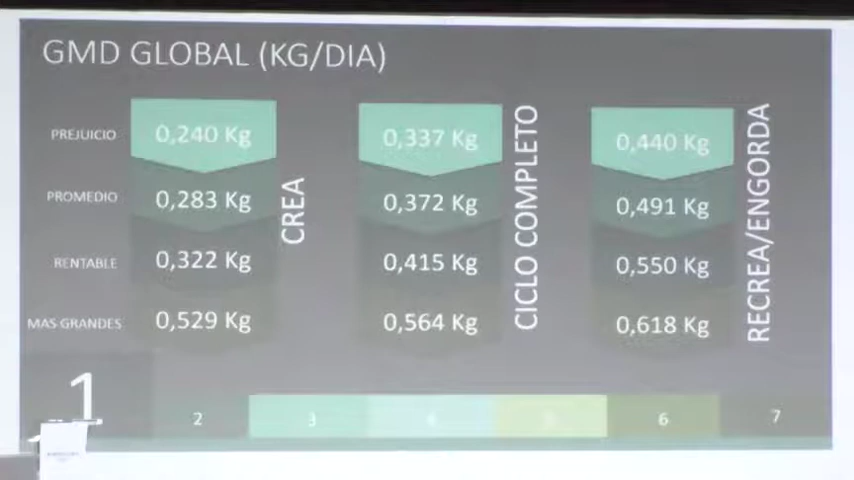 GMD GLOBAL (KG/DIA)
PREJUICIO 0,240 Kg 0,337 Kg 0,440 Kg
PROMEDIO 0,283 Kg 0,372 Kg 0,491 Kg
RENTABLE 0,322 Kg 0,415 Kg 0,550 Kg
MAS GRANDES 0,529 Kg 0,564 Kg 0,618 Kg
CREA
CICLO COMPLETO
RECREA/ENGORDA
1 2 3 4 5 6 7